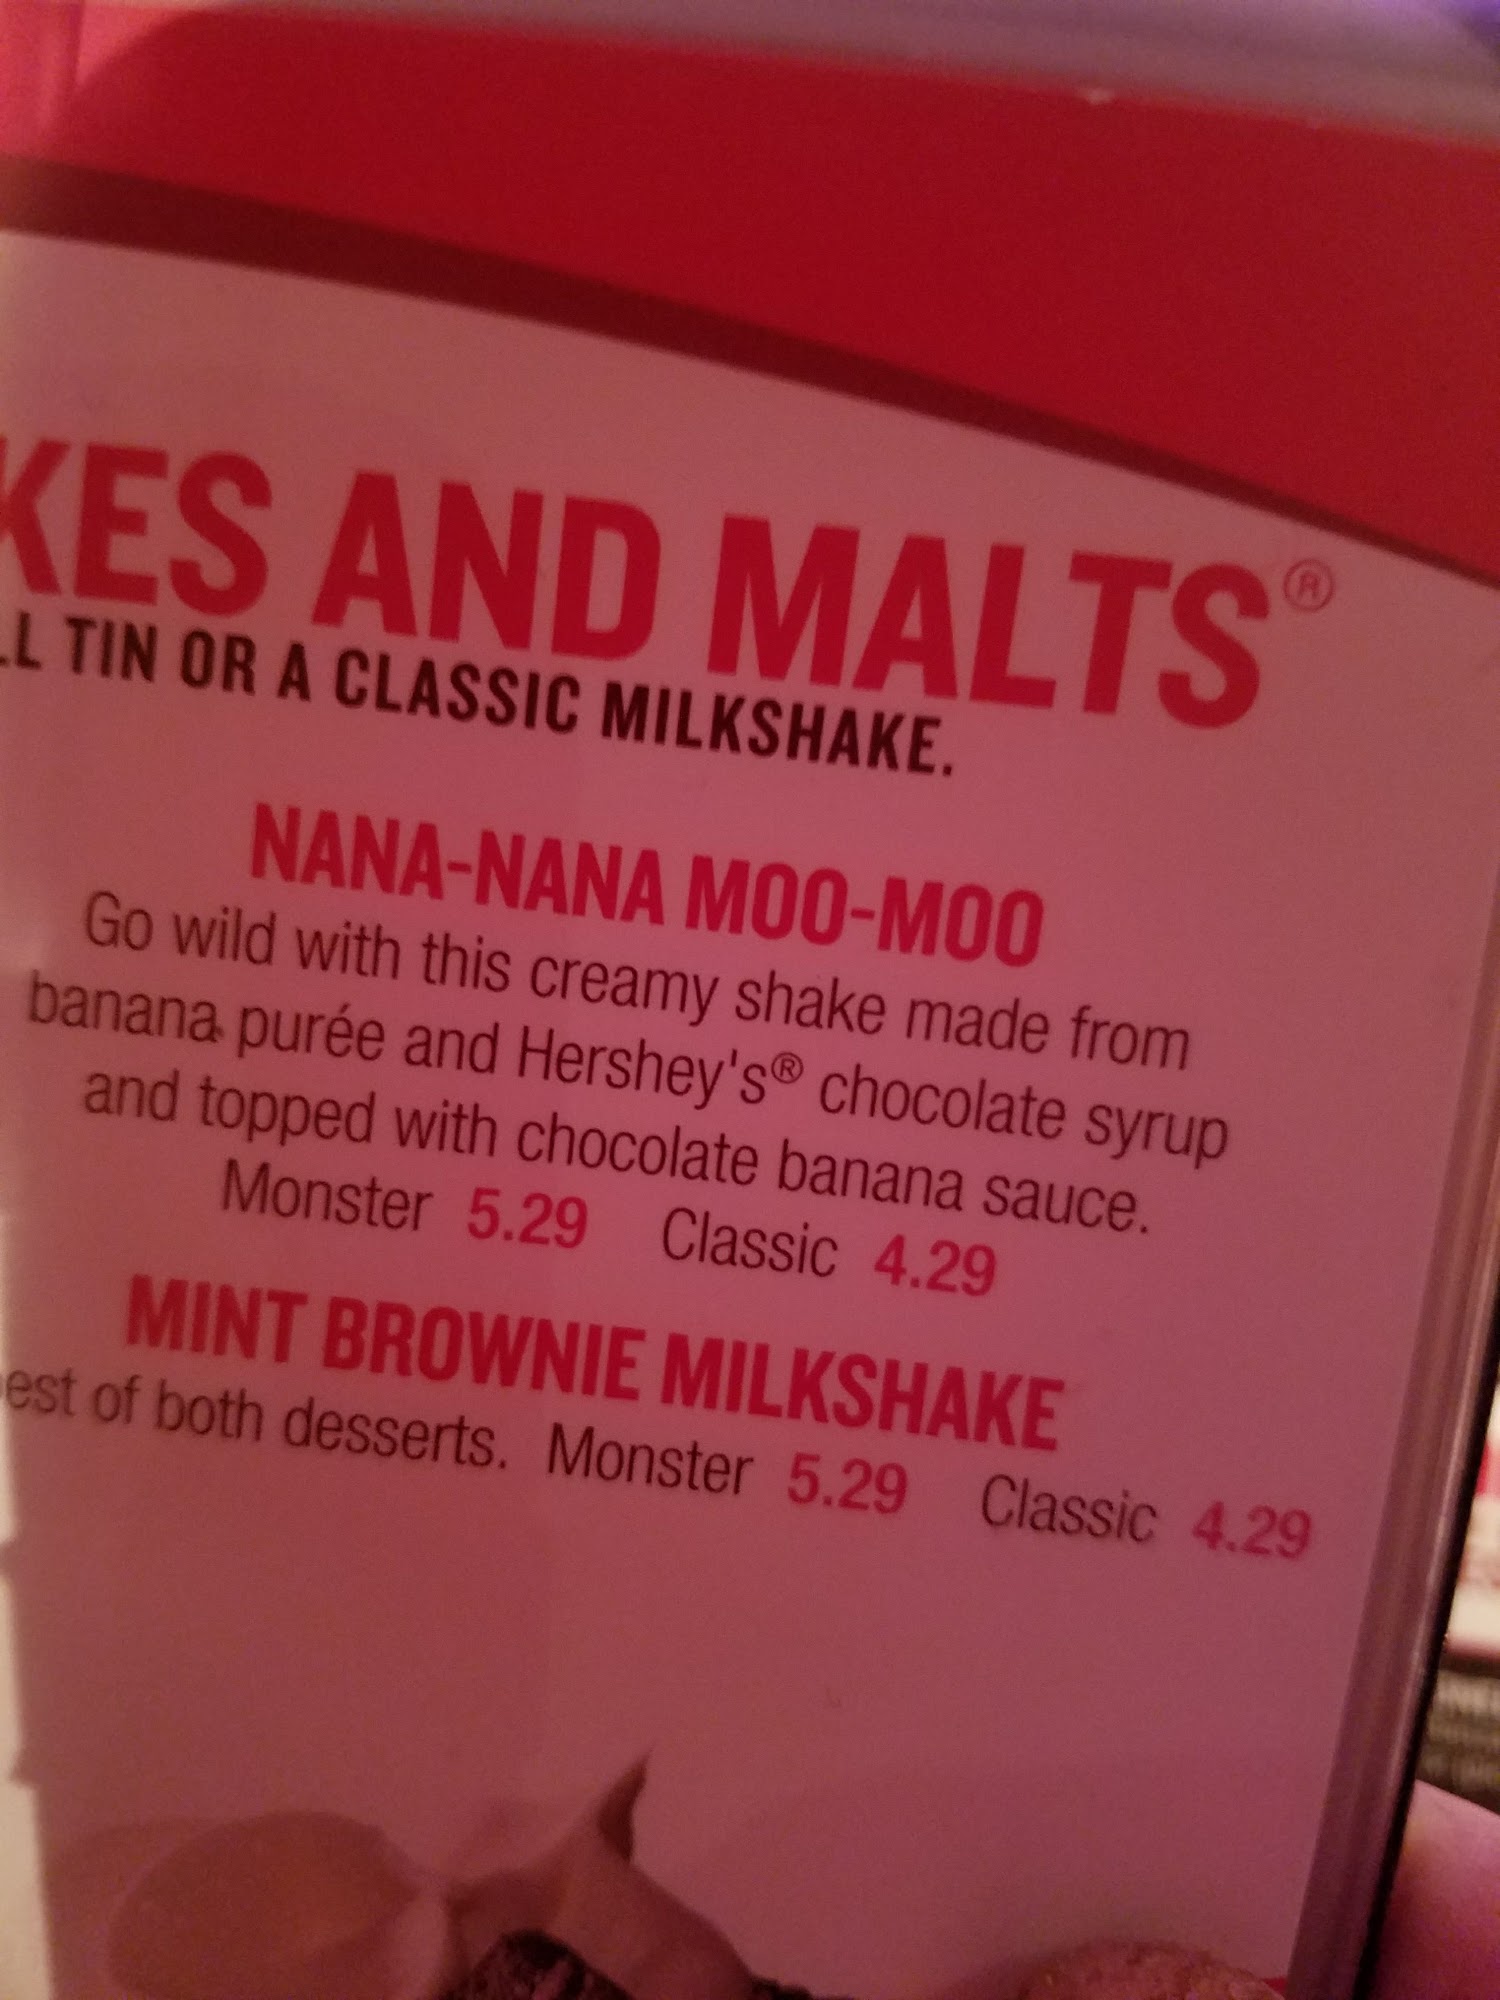 KES AND MALTS®
LL TIN OR A CLASSIC MILKSHAKE.
NANA-NANA MOO-MOO
Go wild with this creamy shake made from
banana purée and Hershey's® chocolate syrup
and topped with chocolate banana sauce.
Monster 5.29 Classic 4.29
MINT BROWNIE MILKSHAKE
est of both desserts. Monster 5.29 Classic 4.29